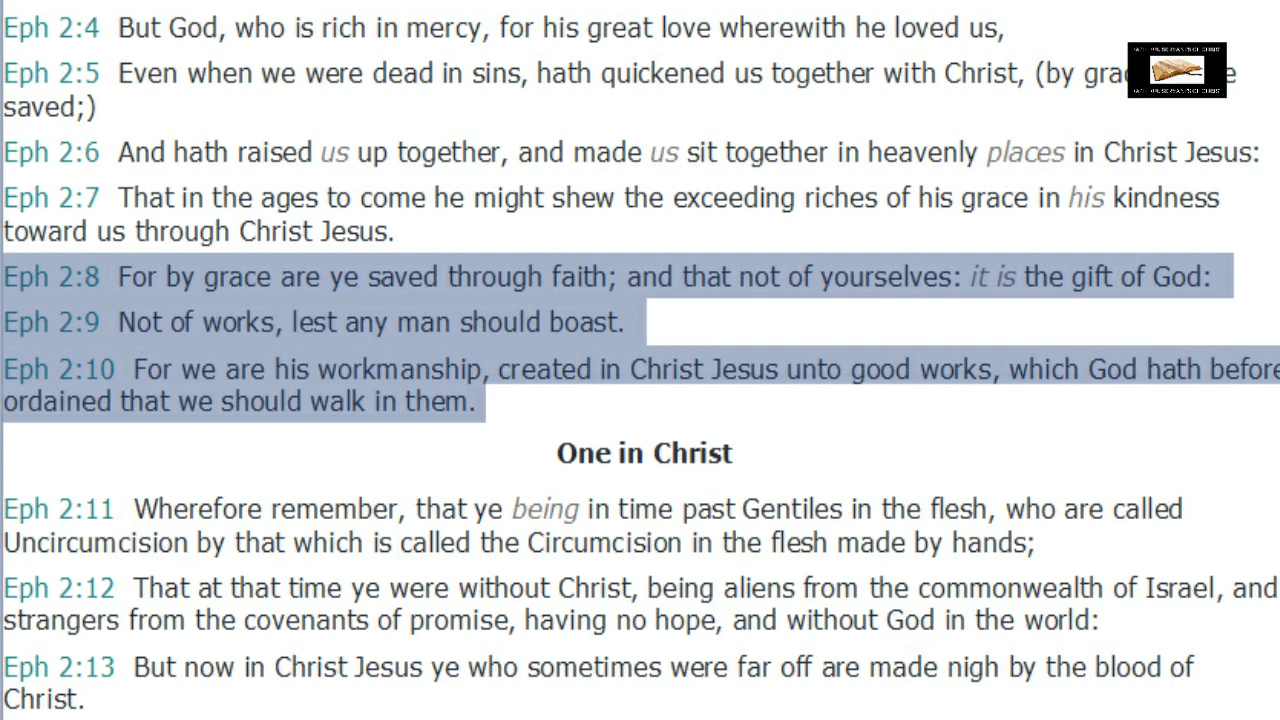 Eph 2:4 But God, who is rich in mercy, for his great love wherewith he loved us,
Eph 2:5 Even when we were dead in sins, hath quickened us together with Christ, (by
saved;)
Eph 2:6 And hath raised us up together, and made us sit together in heavenly places in Christ Jesus:
Eph 2:7 That in the ages to come he might shew the exceeding riches of his grace in his kindness
toward us through Christ Jesus.
Eph 2:8 For by grace are ye saved through faith; and that not of yourselves: it is the gift of God:
Eph 2:9 Not of works, lest any man should boast.
Eph 2:10 For we are his workmanship, created in Christ Jesus unto good works, which God hath before
ordained that we should walk in them.
One in Christ
Eph 2:11 Wherefore remember, that ye being in time past Gentiles in the flesh, who are called
Uncircumcision by that which is called the Circumcision in the flesh made by hands;
Eph 2:12 That at that time ye were without Christ, being aliens from the commonwealth of Israel, and
strangers from the covenants of promise, having no hope, and without God in the world:
Eph 2:13 But now in Christ Jesus ye who sometimes were far off are made nigh by the blood of
Christ.